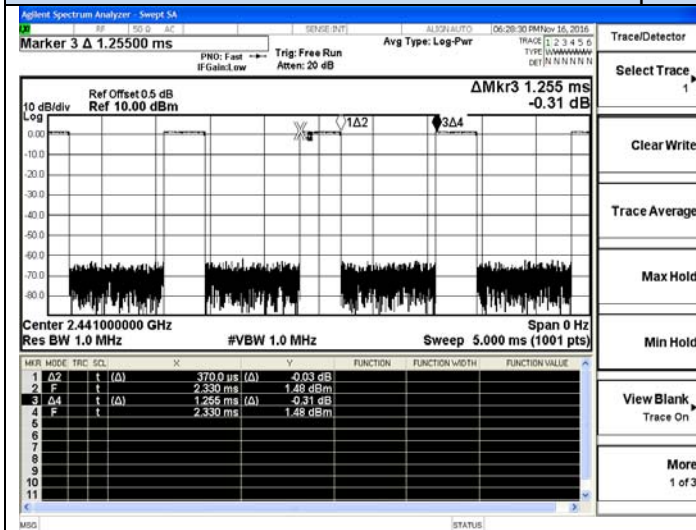 Agilent Spectrum Analyzer - Swept SA
RF 50 Ω AC SENSE:INT ALIGN AUTO 06:28:30 PM Nov 16, 2016
Marker 3 Δ 1.25500 ms
PNO: Fast
IFGain:Low
Trig: Free Run
Atten: 20 dB
Avg Type: Log-Pwr
TRACE 1 2 3 4 5 6
TYPE
DET N N N N N N
ΔMkr3 1.255 ms
-0.31 dB
Ref Offset 0.5 dB
10 dB/div Ref 10.00 dBm
Log
0.00
-10.0
-20.0
-30.0
-40.0
-50.0
-60.0
-70.0
-80.0
1Δ2
3Δ4
Center 2.441000000 GHz Span 0 Hz
Res BW 1.0 MHz #VBW 1.0 MHz Sweep 5.000 ms (1001 pts)
MKR MODE TRC SCL X Y FUNCTION FUNCTION WIDTH FUNCTION VALUE
1 Δ2 t (Δ) 370.0 µs (Δ) -0.03 dB
2 F t 2.330 ms 1.48 dBm
3 Δ4 t (Δ) 1.255 ms (Δ) -0.31 dB
4 F t 2.330 ms 1.48 dBm
5
6
7
8
9
10
11
MSG STATUS
Trace/Detector
Select Trace
1
Clear Write
Trace Average
Max Hold
Min Hold
View Blank
Trace On
More
1 of 3